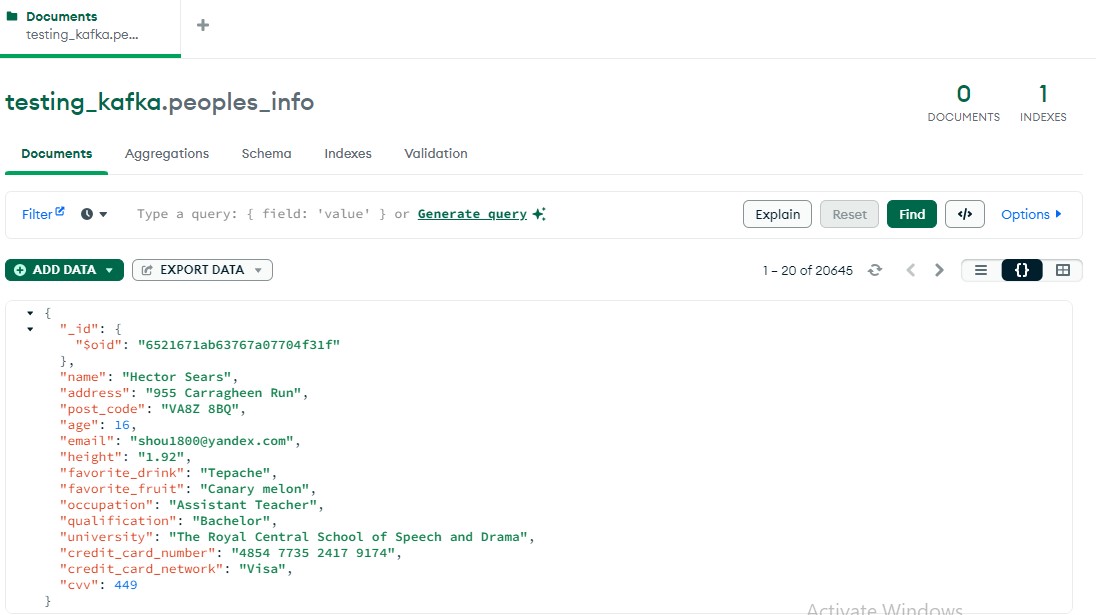 Documents
testing_kafka.pe...
testing_kafka.peoples_info
0
DOCUMENTS
1
INDEXES
Documents Aggregations Schema Indexes Validation
Filter Type a query: { field: 'value' } or Generate query Explain Reset Find </> Options
ADD DATA EXPORT DATA 1 – 20 of 20645 {}
{
"_id": {
"$oid": "6521671ab63767a07704f31f"
},
"name": "Hector Sears",
"address": "955 Carragheen Run",
"post_code": "VA8Z 8BQ",
"age": 16,
"email": "shou1800@yandex.com",
"height": "1.92",
"favorite_drink": "Tepache",
"favorite_fruit": "Canary melon",
"occupation": "Assistant Teacher",
"qualification": "Bachelor",
"university": "The Royal Central School of Speech and Drama",
"credit_card_number": "4854 7735 2417 9174",
"credit_card_network": "Visa",
"cvv": 449
}
Activate Windows